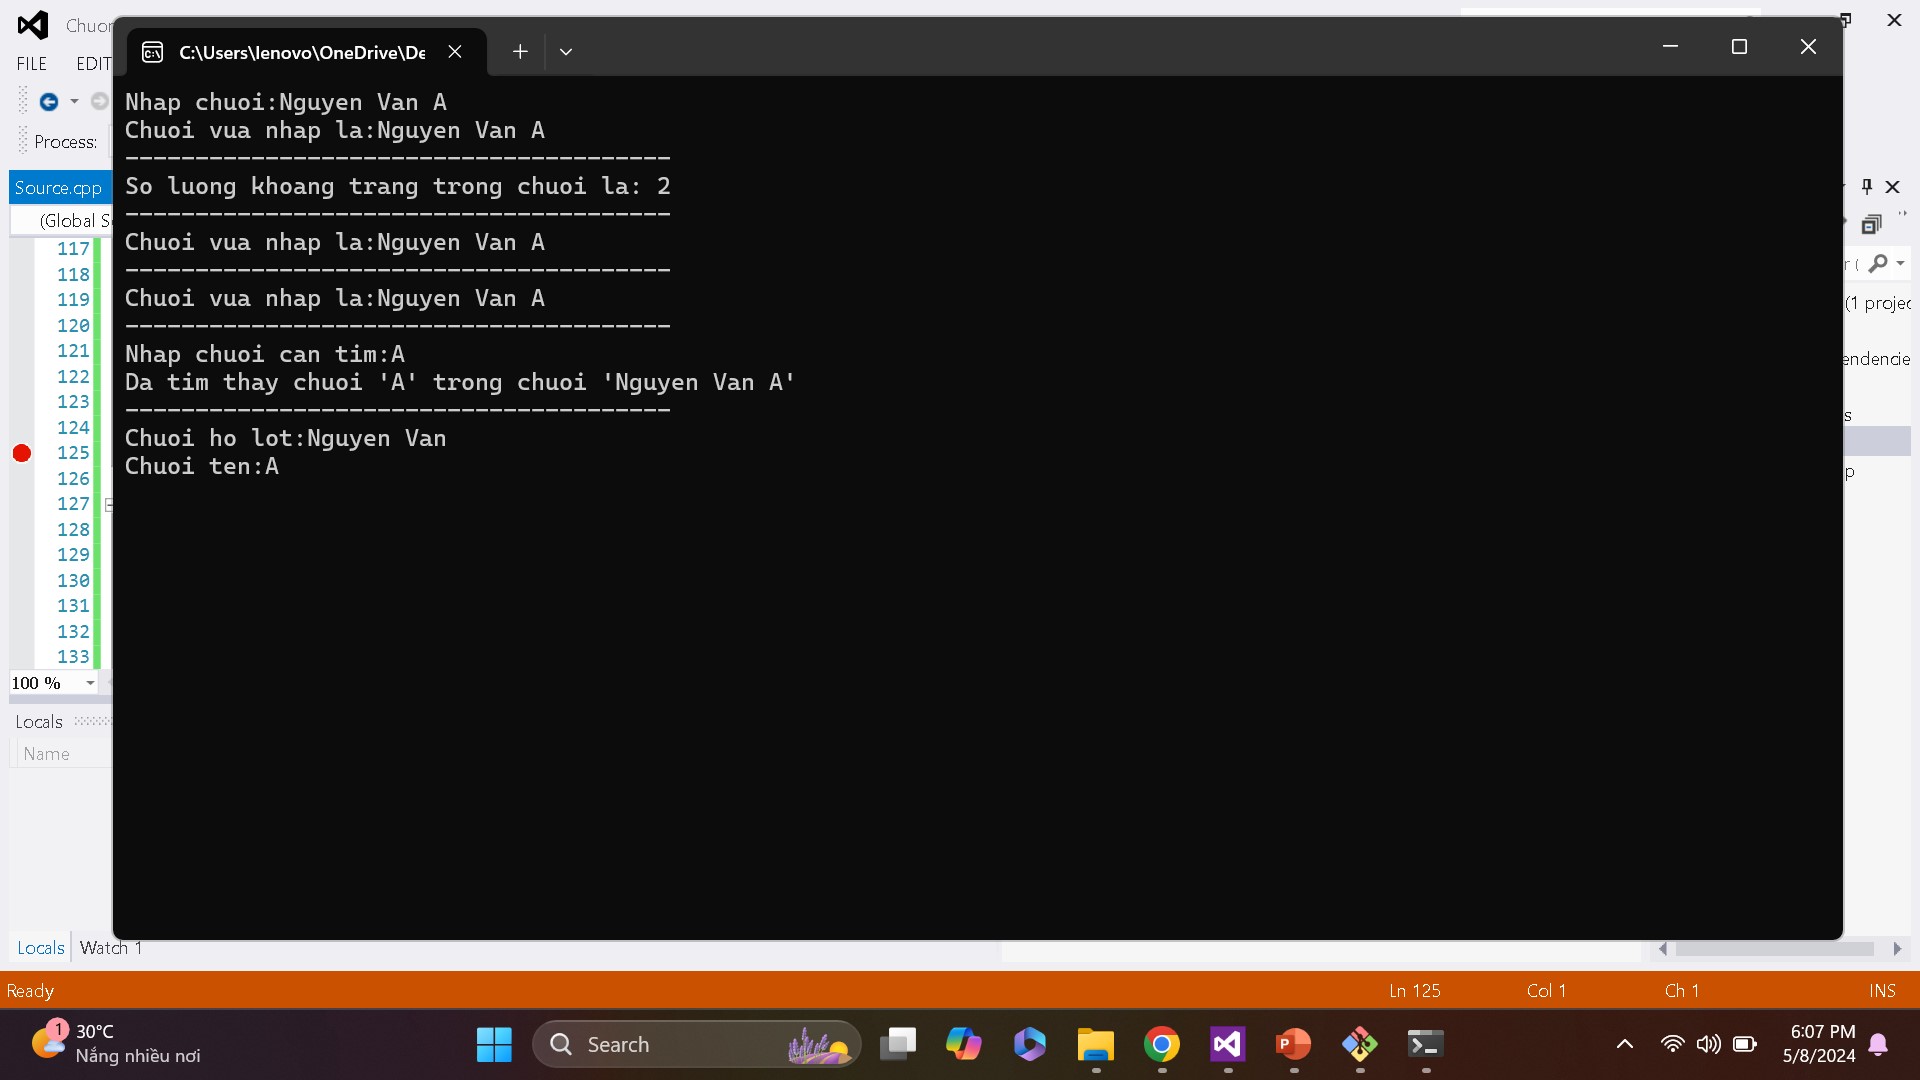 Chuon
C:\Users\lenovo\OneDrive\De
FILE EDIT
Process:
Source.cpp
(Global S
Nhap chuoi:Nguyen Van A
Chuoi vua nhap la:Nguyen Van A
---------------------------------------
So luong khoang trang trong chuoi la: 2
---------------------------------------
Chuoi vua nhap la:Nguyen Van A
---------------------------------------
Chuoi vua nhap la:Nguyen Van A
---------------------------------------
Nhap chuoi can tim:A
Da tim thay chuoi 'A' trong chuoi 'Nguyen Van A'
---------------------------------------
Chuoi ho lot:Nguyen Van
Chuoi ten:A
117
118
119
120
121
122
123
124
125
126
127
128
129
130
131
132
133
100 %
Locals
Name
Locals Watch 1
r (
(1 projec
endencie
s
p
Ready Ln 125 Col 1 Ch 1 INS
1
30°C
Nắng nhiều nơi
Search
6:07 PM
5/8/2024